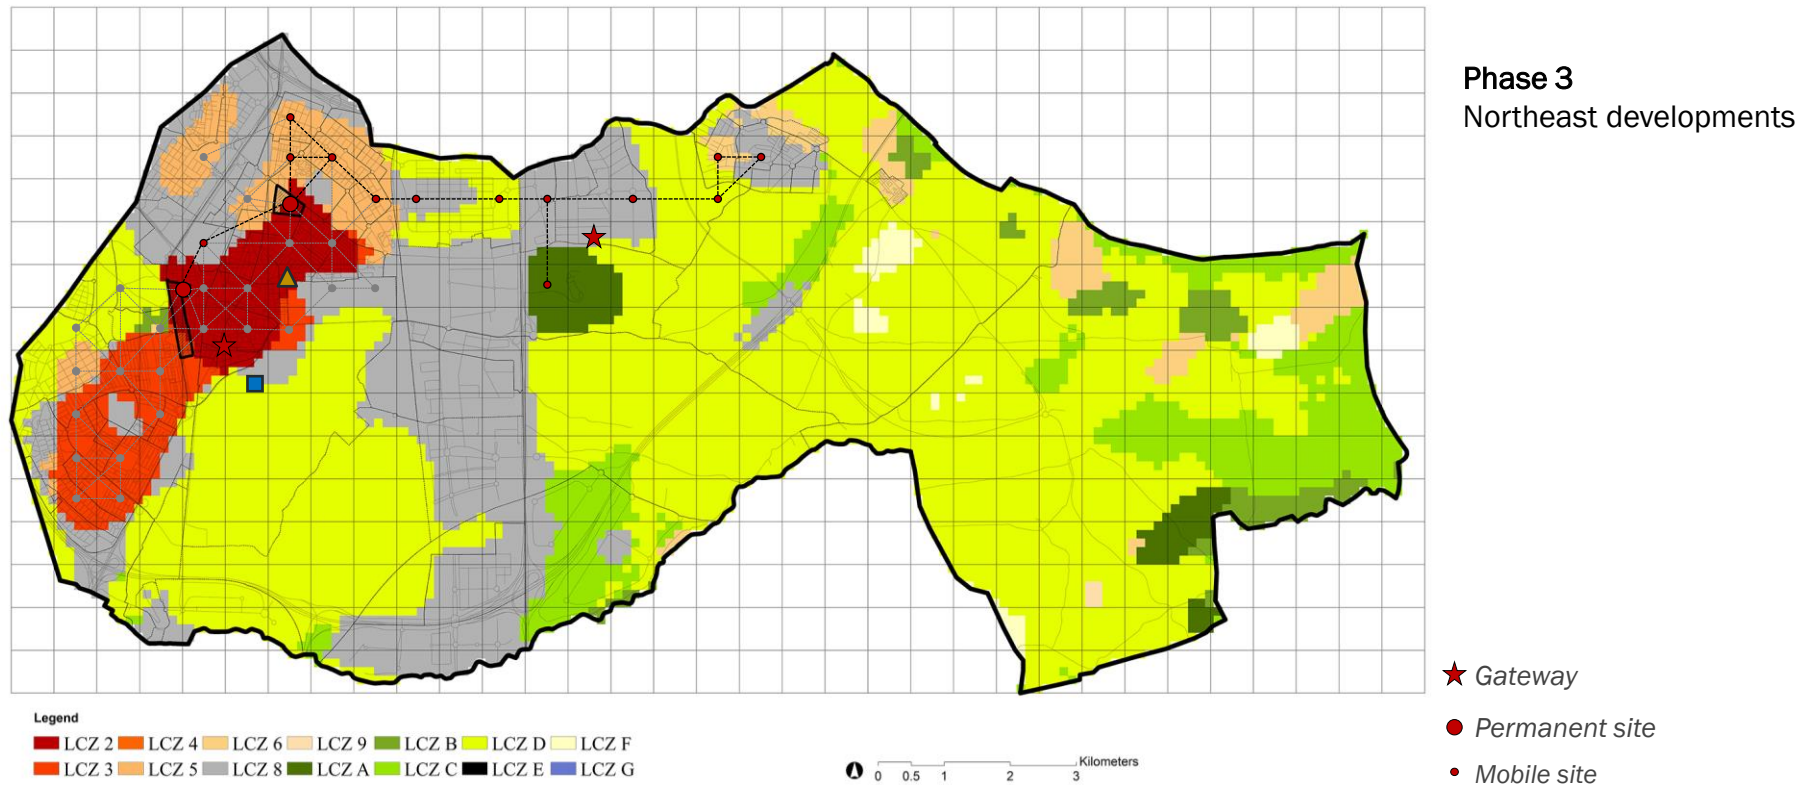 Phase 3
Northeast developments
Gateway
Permanent site
Mobile site
Legend
LCZ 2 LCZ 4 LCZ 6 LCZ 9 LCZ B LCZ D LCZ F
LCZ 3 LCZ 5 LCZ 8 LCZ A LCZ C LCZ E LCZ G
Kilometers
0 0.5 1 2 3